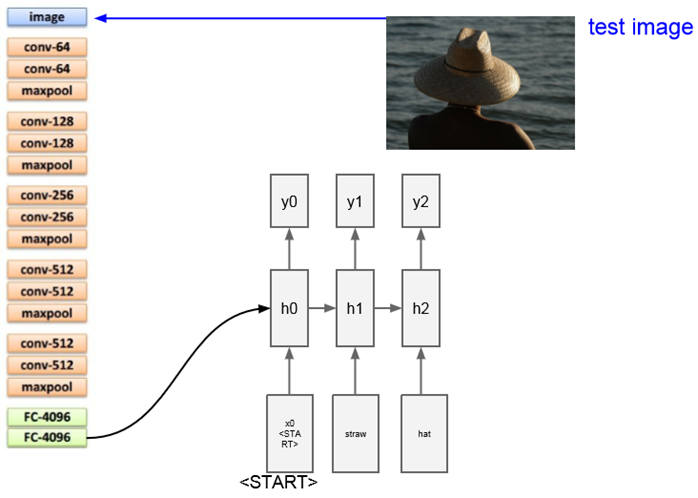 image
test image
conv-64
conv-64
maxpool
conv-128
conv-128
maxpool
conv-256
conv-256
maxpool
conv-512
conv-512
maxpool
conv-512
conv-512
maxpool
FC-4096
FC-4096
y0 y1 y2
h0 h1 h2
x0
<STA
RT>
straw
hat
<START>